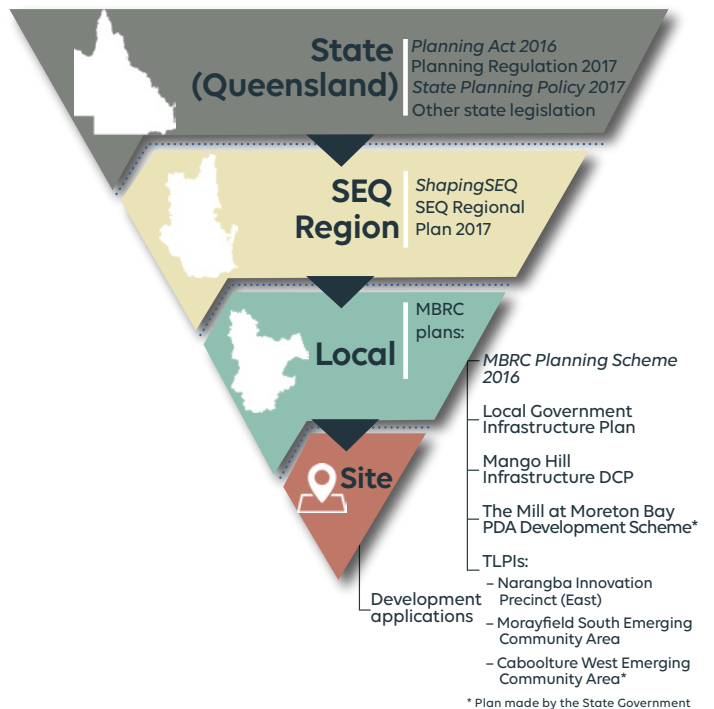 State
(Queensland)
Planning Act 2016
Planning Regulation 2017
State Planning Policy 2017
Other state legislation
SEQ
Region
ShapingSEQ
SEQ Regional
Plan 2017
Local
MBRC
plans:
MBRC Planning Scheme
2016
Local Government
Infrastructure Plan
Mango Hill
Infrastructure DCP
The Mill at Moreton Bay
PDA Development Scheme*
TLPIs:
– Narangba Innovation
Precinct (East)
– Morayfield South Emerging
Community Area
– Caboolture West Emerging
Community Area*
Site
Development
applications
* Plan made by the State Government